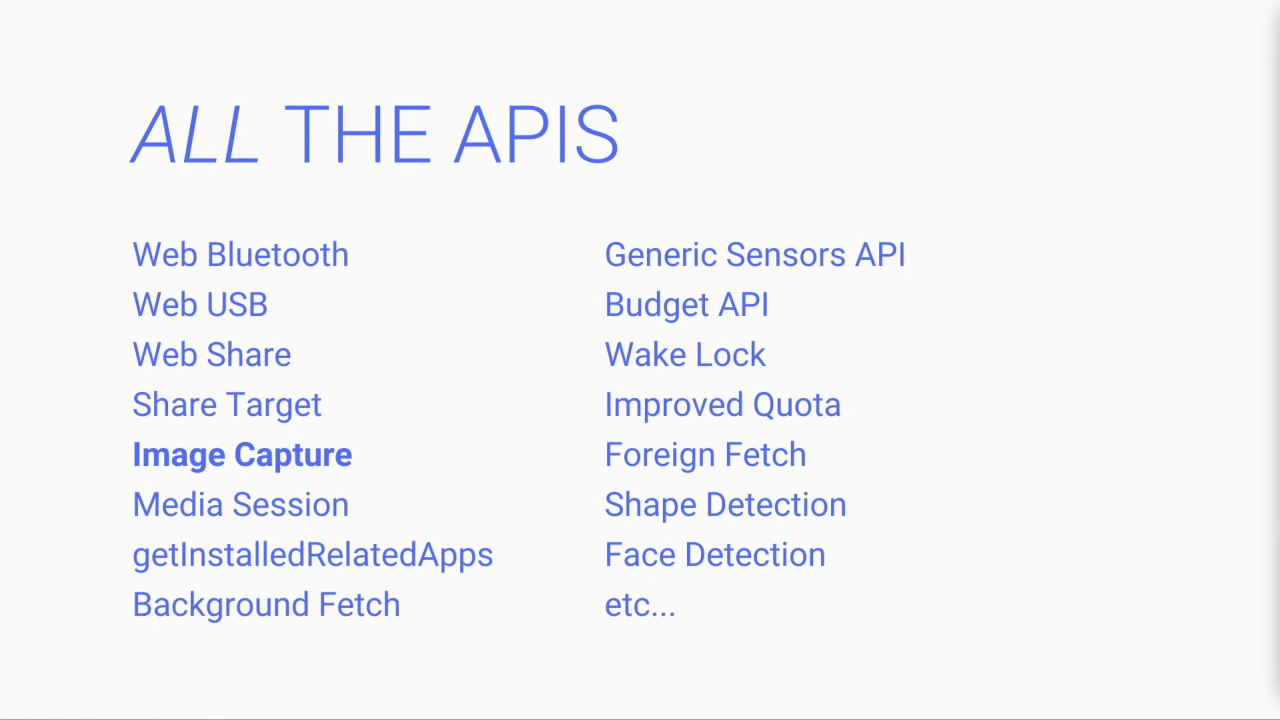 ALL THE APIS
Web Bluetooth
Web USB
Web Share
Share Target
Image Capture
Media Session
getInstalledRelatedApps
Background Fetch
Generic Sensors API
Budget API
Wake Lock
Improved Quota
Foreign Fetch
Shape Detection
Face Detection
etc...